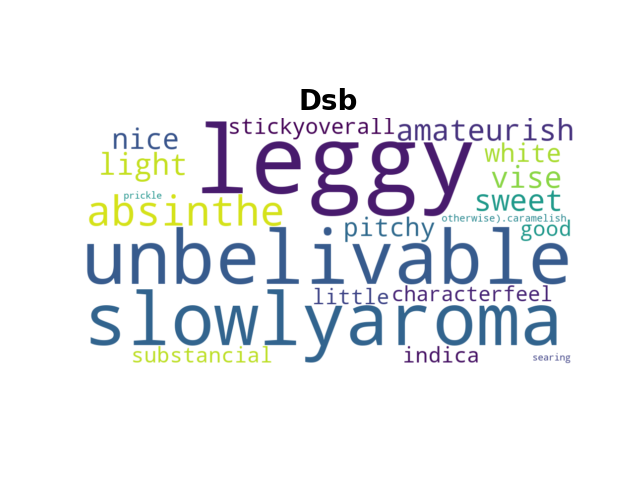 Dsb
stickyoverall amateurish
nice leggy white
light vise
prickle sweet
absinthe otherwise).caramelish
pitchy good
unbelivable
little characterfeel
slowlyaroma
substancial indica searing